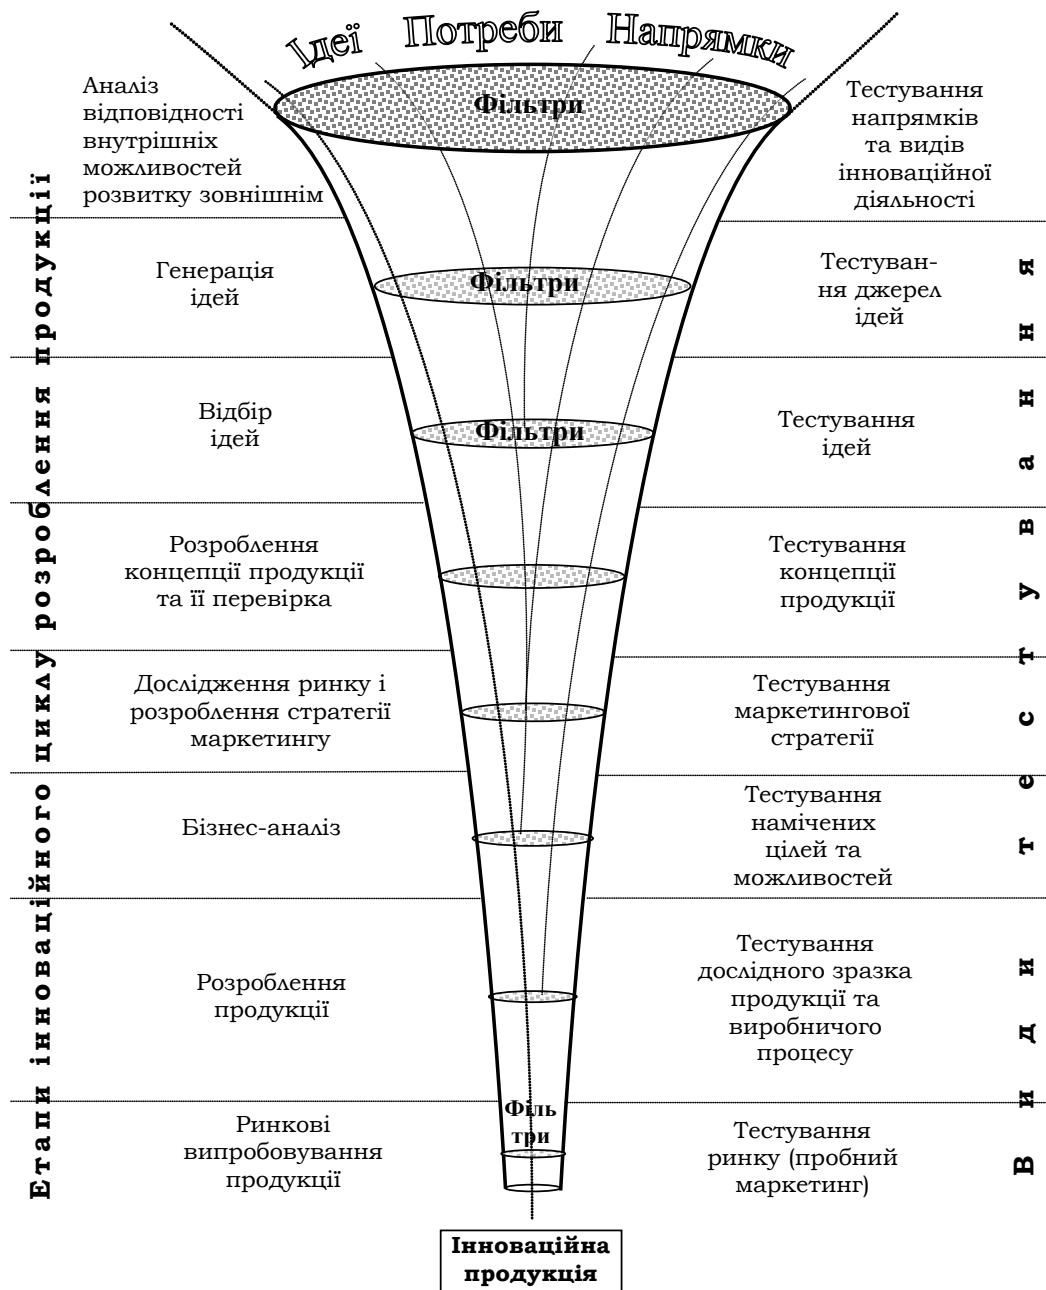 Ідеї Потреби Напрямки
Фільтри
Аналіз
відповідності
внутрішніх
можливостей
розвитку зовнішнім
Тестування
напрямків
та видів
інноваційної
діяльності
Генерація
ідей
Фільтри
Тестуван-
ня джерел
ідей
Відбір
ідей
Фільтри
Тестування
ідей
Розроблення
концепції продукції
та її перевірка
Тестування
концепції
продукції
Дослідження ринку і
розроблення стратегії
маркетингу
Тестування
маркетингової
стратегії
Бізнес-аналіз
Тестування
намічених
цілей та
можливостей
Розроблення
продукції
Тестування
дослідного зразка
продукції та
виробничого
процесу
Ринкові
випробовування
продукції
Філь
три
Тестування
ринку (пробний
маркетинг)
Етапи інноваційного циклу розроблення продукції
Види тестування
Інноваційна
продукція